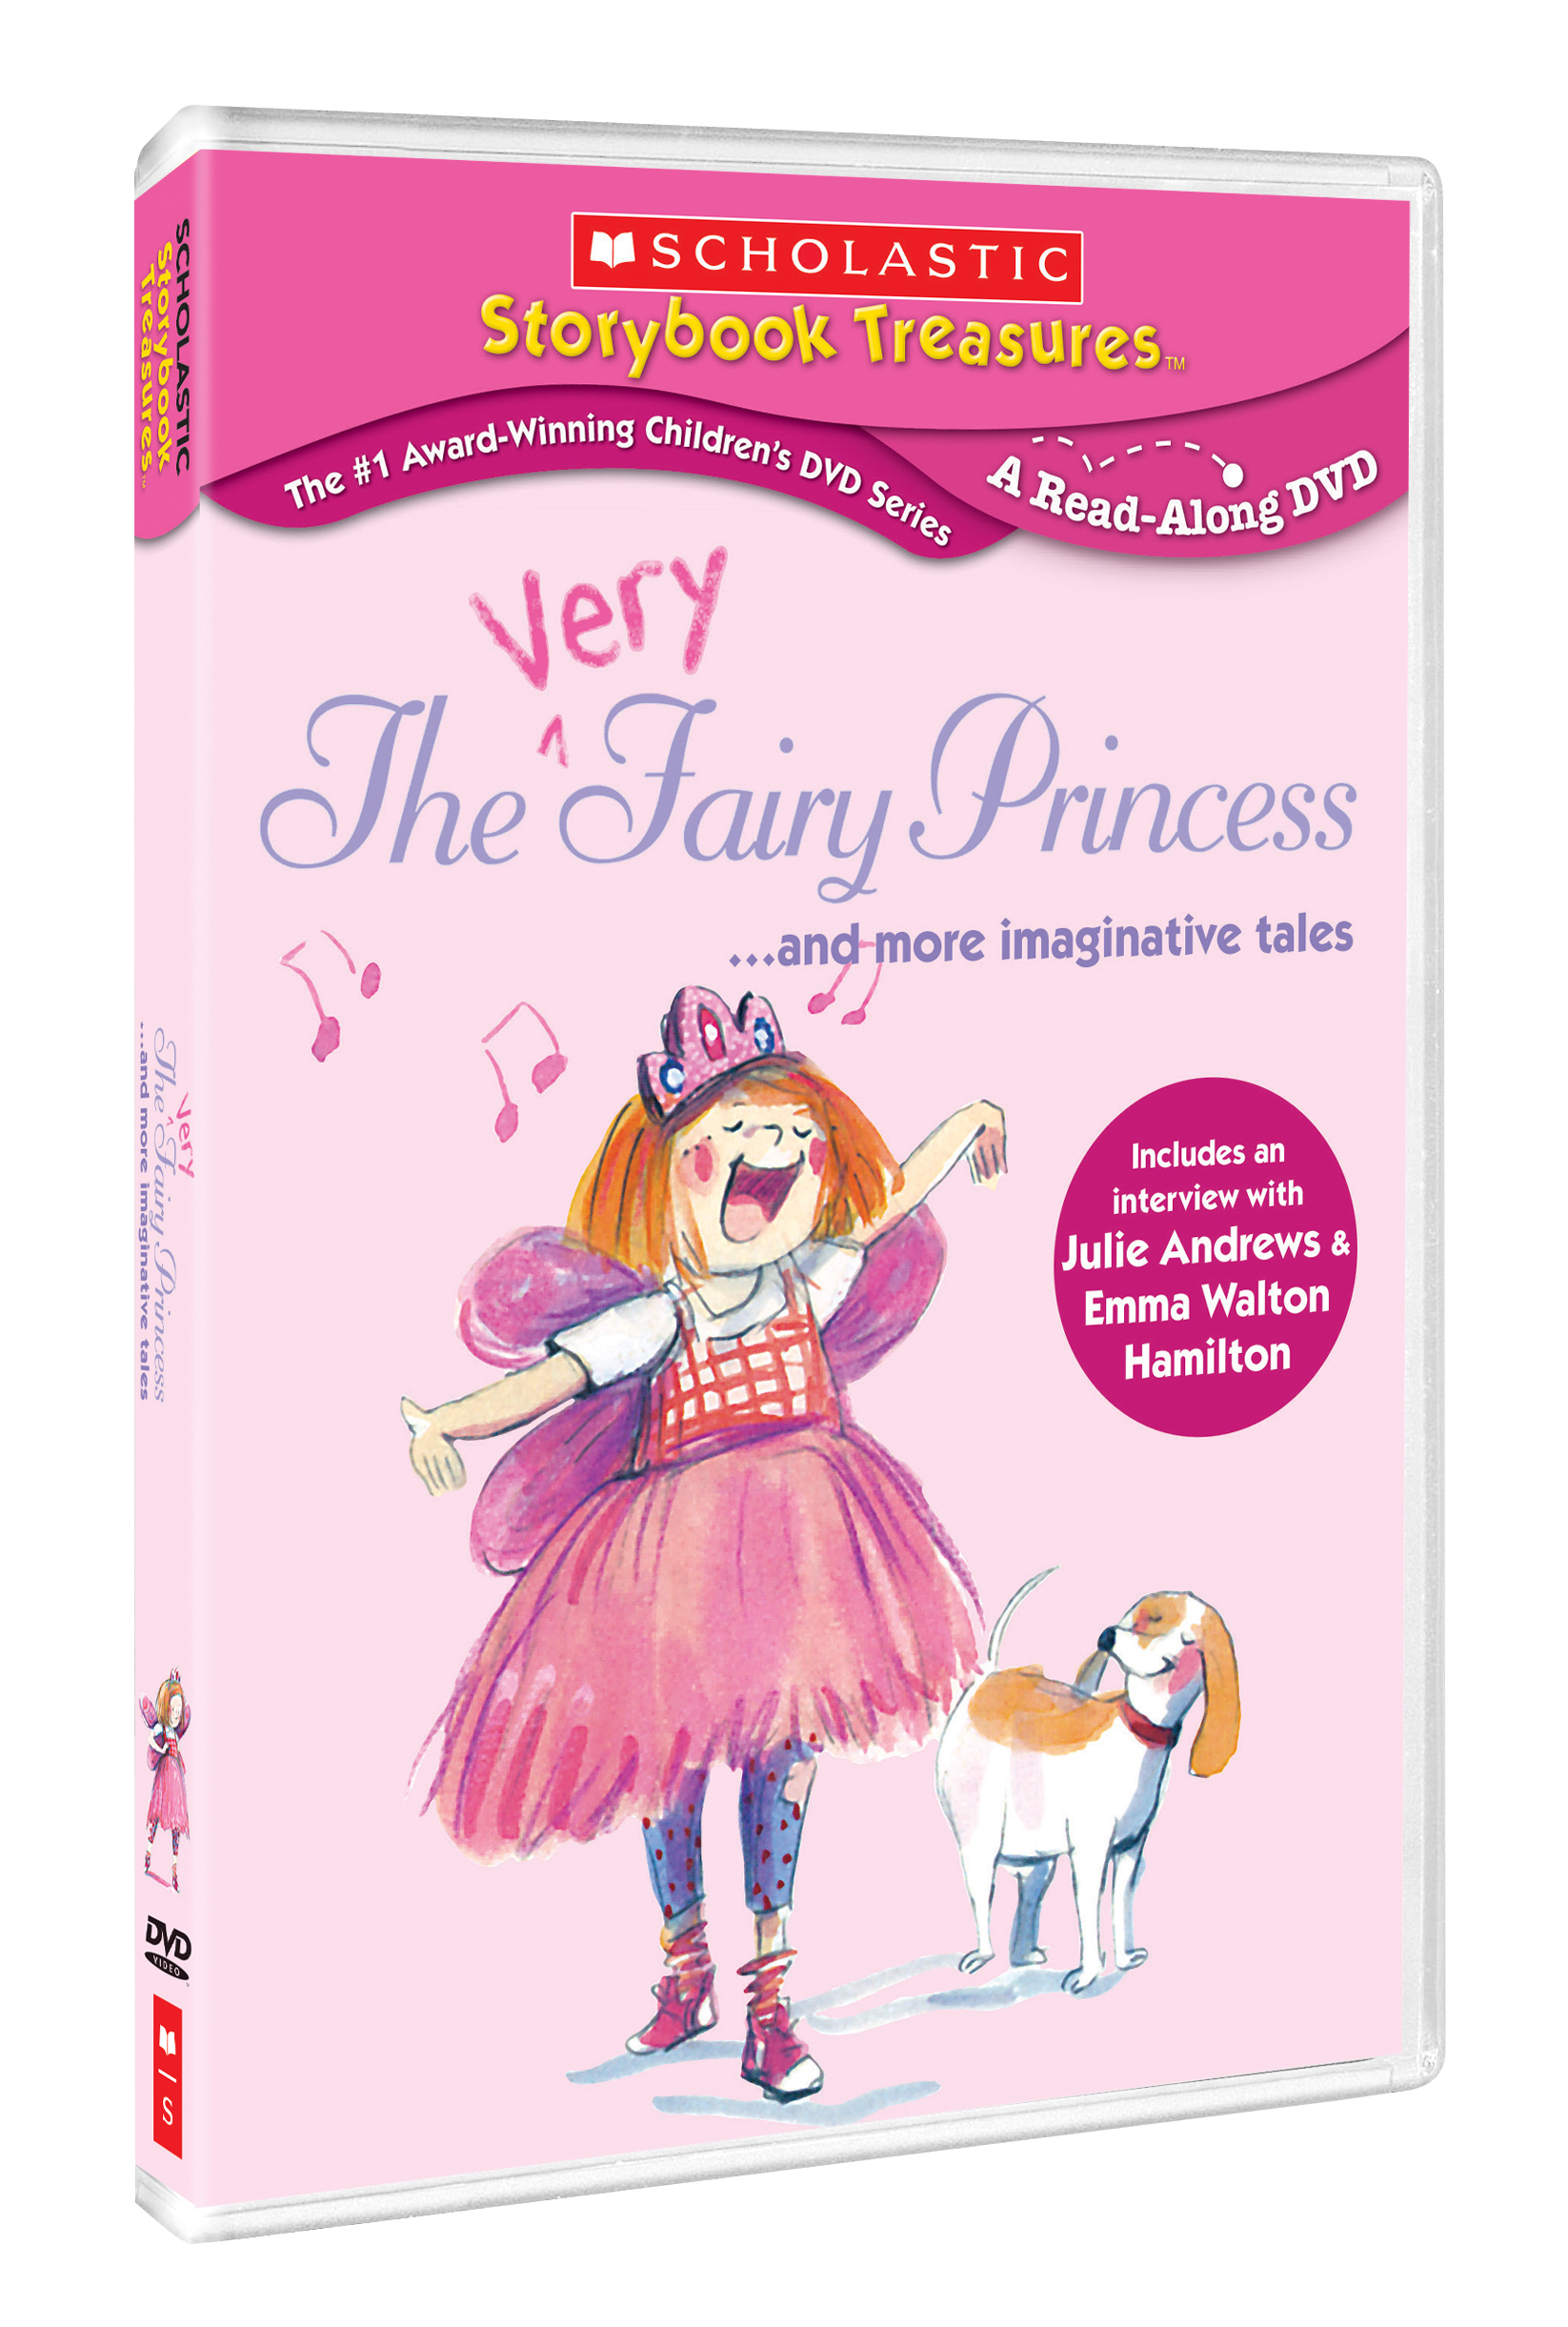 SCHOLASTIC
Storybook Treasures™
The #1 Award-Winning Children's DVD Series
A Read-Along DVD
Very
The ^ Fairy Princess
...and more imaginative tales
Includes an
interview with
Julie Andrews &
Emma Walton
Hamilton
SCHOLASTIC
Storybook
Treasures™
Very
The ^ Fairy Princess
...and more imaginative tales
DVD
VIDEO
/S